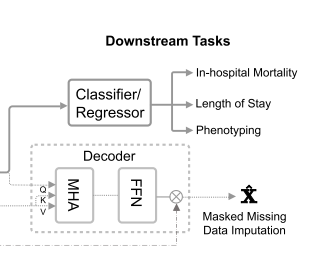 Downstream Tasks
Classifier/
Regressor
In-hospital Mortality
Length of Stay
Phenotyping
Decoder
Q
K
V
MHA
FFN
X̂
Masked Missing
Data Imputation